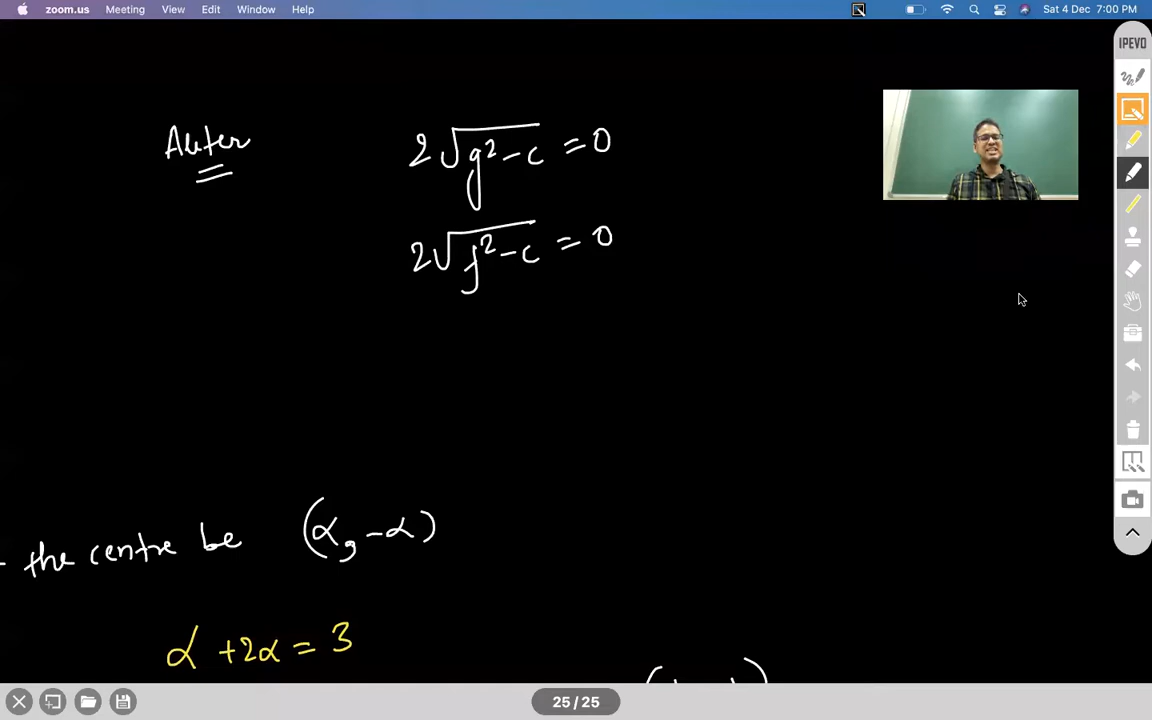 zoom.us Meeting View Edit Window Help Sat 4 Dec 7:00 PM
IPEVO
Aliter 2√(g²-c) = 0
2√(f²-c) = 0
the centre be (α, -α)
α + 2α = 3
25 / 25